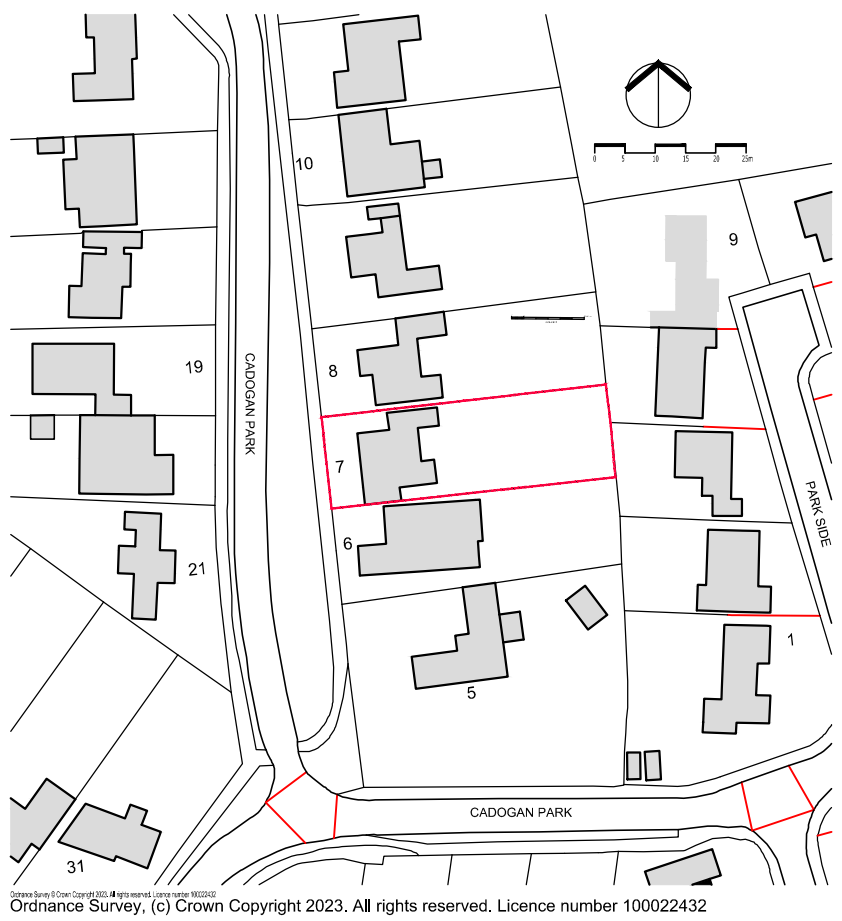 10
0 5 10 15 20 25m
9
CADOGAN PARK
19
8
7
PARK SIDE
6
21
1
5
CADOGAN PARK
31
Ordnance Survey © Crown Copyright 2023. All rights reserved. Licence number 100022432
Ordnance Survey, (c) Crown Copyright 2023. All rights reserved. Licence number 100022432